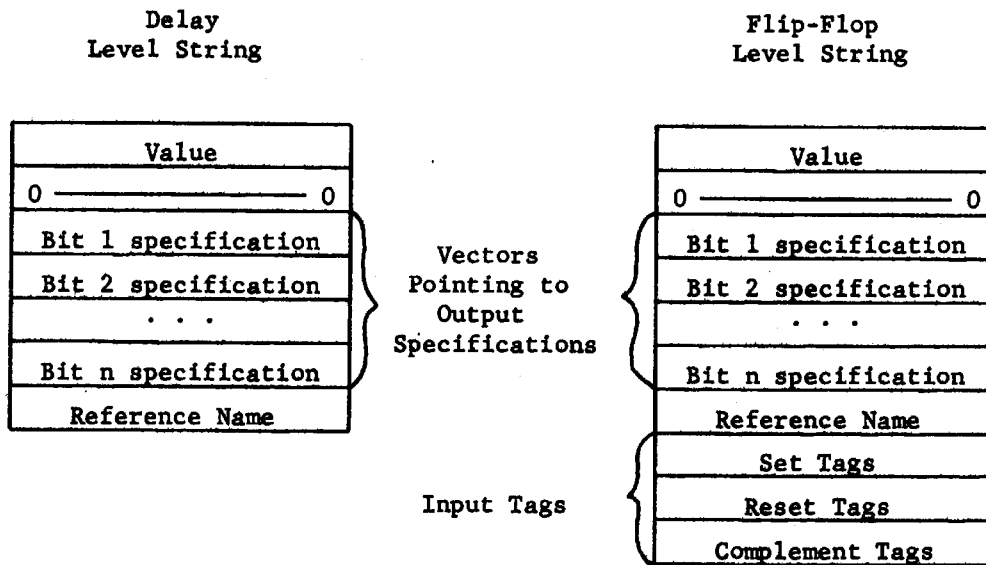 Delay
Level String
Value
0 0
Bit 1 specification
Bit 2 specification
. . .
Bit n specification
Reference Name
Vectors
Pointing to
Output
Specifications
Input Tags
Flip-Flop
Level String
Value
0 0
Bit 1 specification
Bit 2 specification
. . .
Bit n specification
Reference Name
Set Tags
Reset Tags
Complement Tags